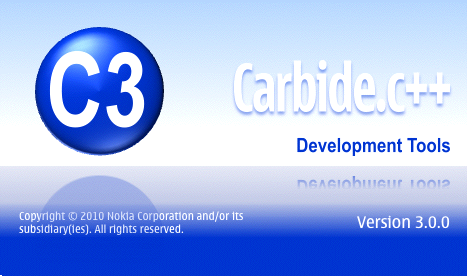 C3
Carbide.c++
Development Tools
Copyright © 2010 Nokia Corporation and/or its
subsidiary(ies). All rights reserved.
Version 3.0.0